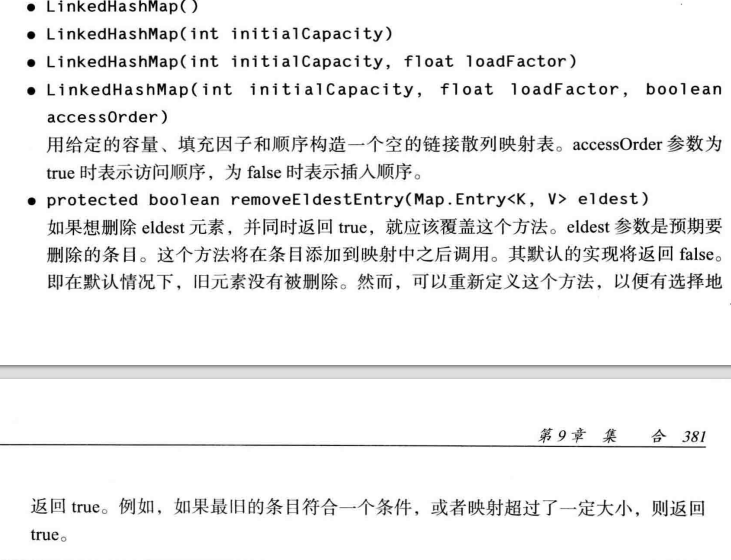 ● LinkedHashMap()
● LinkedHashMap(int initialCapacity)
● LinkedHashMap(int initialCapacity, float loadFactor)
● LinkedHashMap(int initialCapacity, float loadFactor, boolean
accessOrder)
用给定的容量、填充因子和顺序构造一个空的链接散列映射表。accessOrder 参数为
true 时表示访问顺序，为 false 时表示插入顺序。
● protected boolean removeEldestEntry(Map.Entry<K, V> eldest)
如果想删除 eldest 元素，并同时返回 true，就应该覆盖这个方法。eldest 参数是预期要
删除的条目。这个方法将在条目添加到映射中之后调用。其默认的实现将返回 false。
即在默认情况下，旧元素没有被删除。然而，可以重新定义这个方法，以便有选择地
第9章 集 合 381
返回 true。例如，如果最旧的条目符合一个条件，或者映射超过了一定大小，则返回
true。